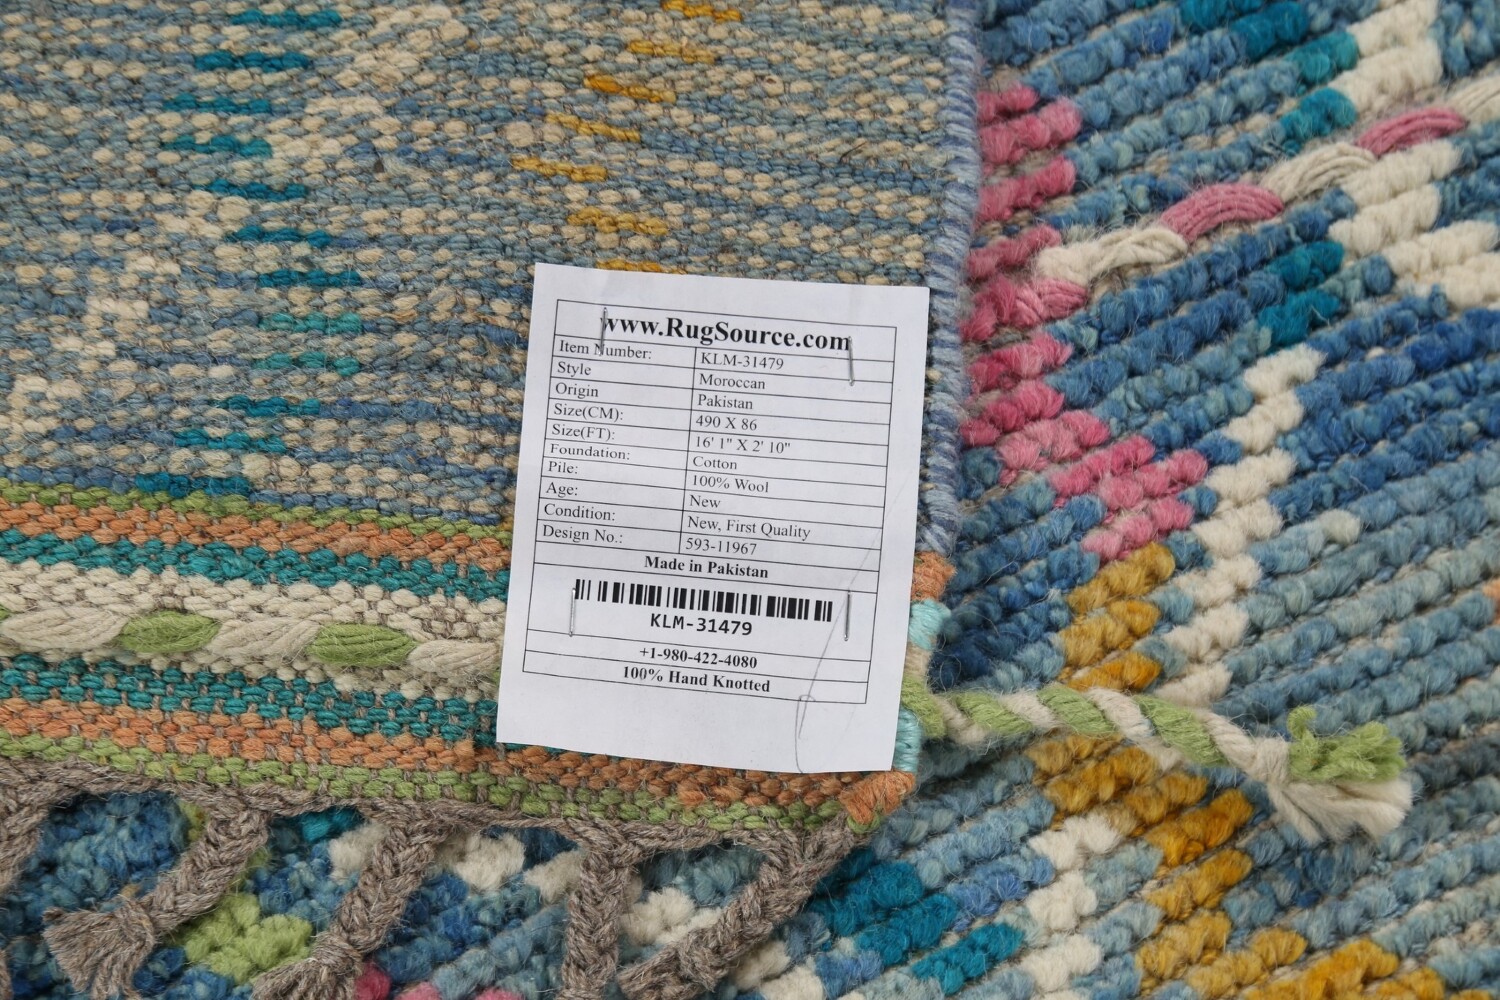 www.RugSource.com
Item Number: KLM-31479
Style Moroccan
Origin Pakistan
Size(CM): 490 X 86
Size(FT): 16' 1" X 2' 10"
Foundation: Cotton
Pile: 100% Wool
Age: New
Condition: New, First Quality
Design No.: 593-11967
Made in Pakistan
KLM-31479
+1-980-422-4080
100% Hand Knotted